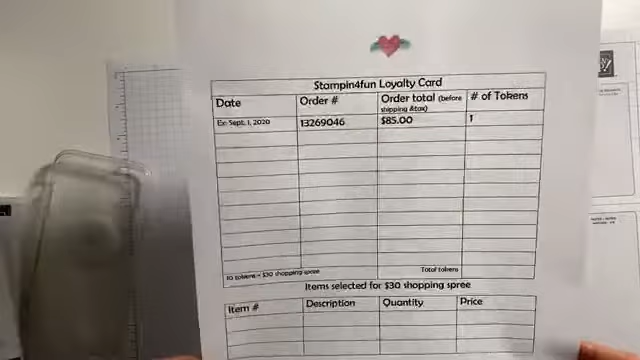 Stampin4fun Loyalty Card
Date Order # Order total (before shipping &tax) # of Tokens
Ex: Sept. 1, 2020 13269046 $85.00 1
10 tokens = $30 shopping spree Total tokens
Items selected for $30 shopping spree
Item # Description Quantity Price